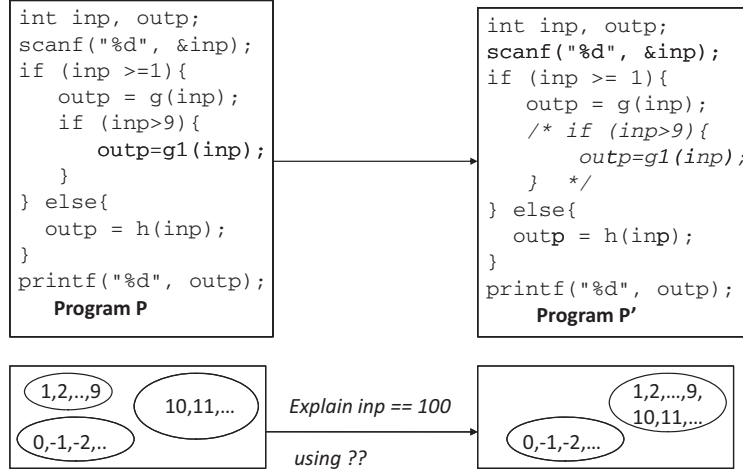 int inp, outp;
scanf("%d", &inp);
if (inp >=1){
outp = g(inp);
if (inp>9){
outp=g1(inp);
}
} else{
outp = h(inp);
}
printf("%d", outp);
Program P
int inp, outp;
scanf("%d", &inp);
if (inp >= 1){
outp = g(inp);
/* if (inp>9){
outp=g1(inp);
} */
} else{
outp = h(inp);
}
printf("%d", outp);
Program P’
1,2,..,9
10,11,…
0,-1,-2,..
Explain inp == 100
using ??
1,2,…,9,
10,11,…
0,-1,-2,…